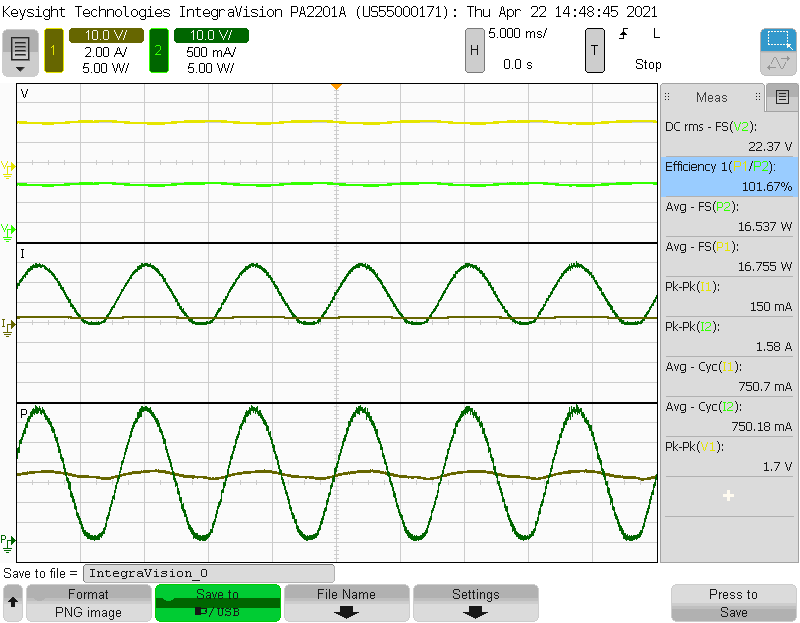 Keysight Technologies IntegraVision PA2201A (US55000171): Thu Apr 22 14:48:45 2021
1 10.0 V/ 2 10.0 V/ H 5.000 ms/ T L
2.00 A/ 500 mA/
5.00 W/ 5.00 W/ 0.0 s Stop
V
Meas
DC rms - FS(V2):
22.37 V
Efficiency 1(P1/P2):
101.67%
Avg - FS(P2):
16.537 W
Avg - FS(P1):
16.755 W
Pk-Pk(I1):
150 mA
Pk-Pk(I2):
1.58 A
Avg - Cyc(I1):
750.7 mA
Avg - Cyc(I2):
750.18 mA
Pk-Pk(V1):
1.7 V
V
V
I
I
P
P
Save to file = IntegraVision_0
Format
PNG image
Save to
/USB
File Name
Settings
Press to
Save